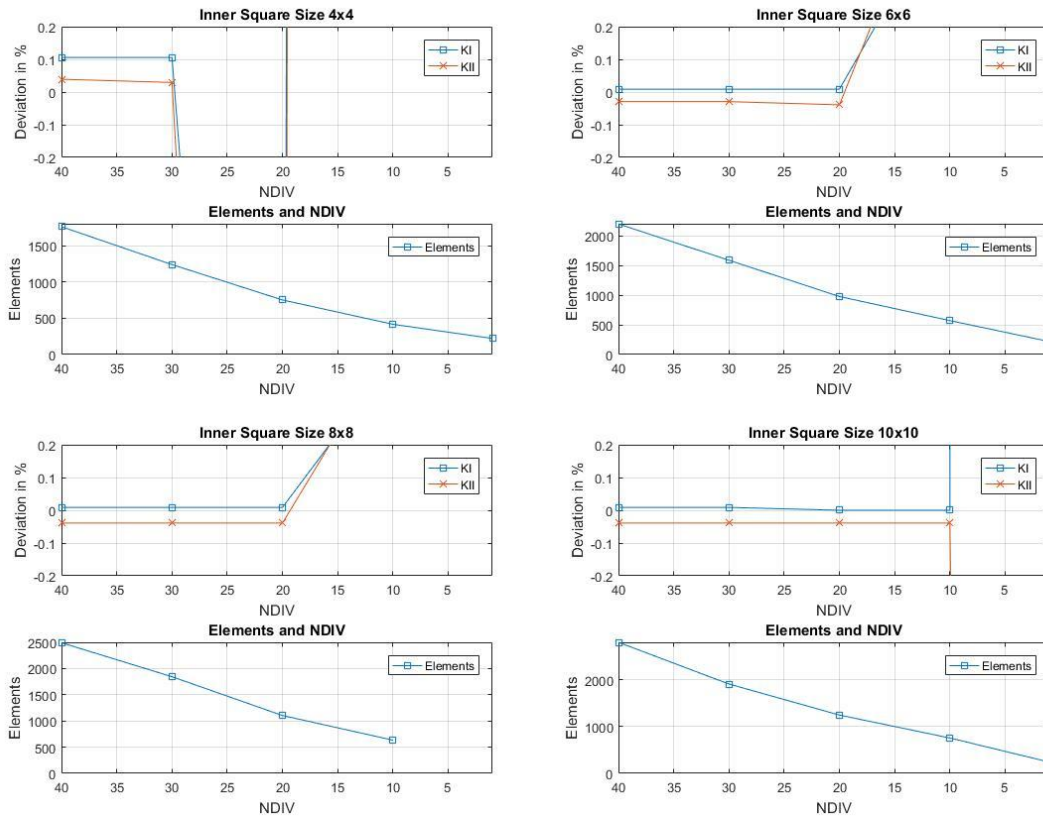 Inner Square Size 4x4
Deviation in %
0.2
0.1
0
-0.1
-0.2
KI
KII
40 35 30 25 20 15 10 5
NDIV
Elements and NDIV
Elements
1500
1000
500
0
Elements
40 35 30 25 20 15 10 5
NDIV
Inner Square Size 6x6
Deviation in %
0.2
0.1
0
-0.1
-0.2
KI
KII
40 35 30 25 20 15 10 5
NDIV
Elements and NDIV
Elements
2000
1500
1000
500
0
Elements
40 35 30 25 20 15 10 5
NDIV
Inner Square Size 8x8
Deviation in %
0.2
0.1
0
-0.1
-0.2
KI
KII
40 35 30 25 20 15 10 5
NDIV
Elements and NDIV
Elements
2500
2000
1500
1000
500
0
Elements
40 35 30 25 20 15 10 5
NDIV
Inner Square Size 10x10
Deviation in %
0.2
0.1
0
-0.1
-0.2
KI
KII
40 35 30 25 20 15 10 5
NDIV
Elements and NDIV
Elements
2000
1000
0
Elements
40 35 30 25 20 15 10 5
NDIV